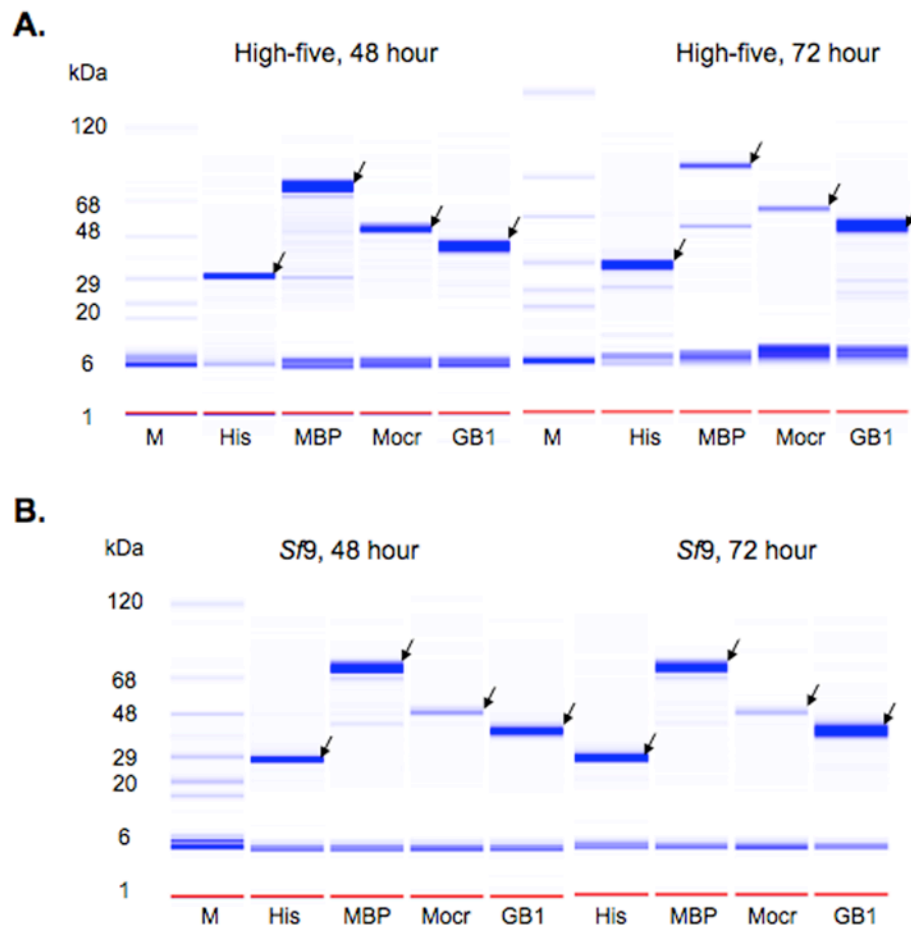 A.
High-five, 48 hour High-five, 72 hour
kDa
120
68
48
29
20
6
1
M His MBP Mocr GB1 M His MBP Mocr GB1
B.
Sf9, 48 hour Sf9, 72 hour
kDa
120
68
48
29
20
6
1
M His MBP Mocr GB1 His MBP Mocr GB1